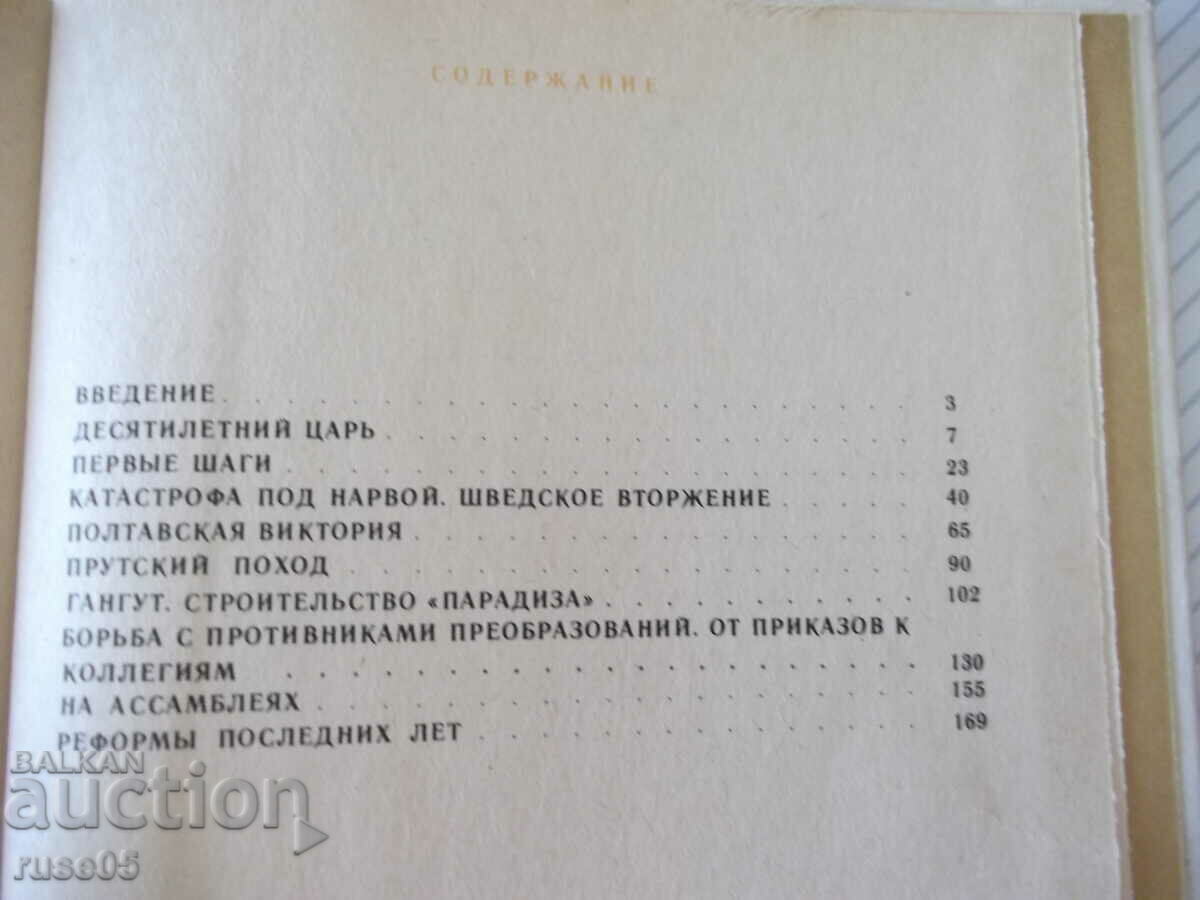 СОДЕРЖАНИЕ
ВВЕДЕНИЕ . . . . . . . . . . . . . . . . . . . . 3
ДЕСЯТИЛЕТНИЙ ЦАРЬ . . . . . . . . . . . . . . . 7
ПЕРВЫЕ ШАГИ . . . . . . . . . . . . . . . . . . 23
КАТАСТРОФА ПОД НАРВОЙ. ШВЕДСКОЕ ВТОРЖЕНИЕ . . . . 40
ПОЛТАВСКАЯ ВИКТОРИЯ . . . . . . . . . . . . . . 65
ПРУТСКИЙ ПОХОД . . . . . . . . . . . . . . . . 90
ГАНГУТ. СТРОИТЕЛЬСТВО «ПАРАДИЗА» . . . . . . . . . 102
БОРЬБА С ПРОТИВНИКАМИ ПРЕОБРАЗОВАНИЙ. ОТ ПРИКАЗОВ К
КОЛЛЕГИЯМ . . . . . . . . . . . . . . . . . 130
НА АССАМБЛЕЯХ . . . . . . . . . . . . . . . . . 155
РЕФОРМЫ ПОСЛЕДНИХ ЛЕТ . . . . . . . . . . . . . 169
BALKAN
auction
ruse05